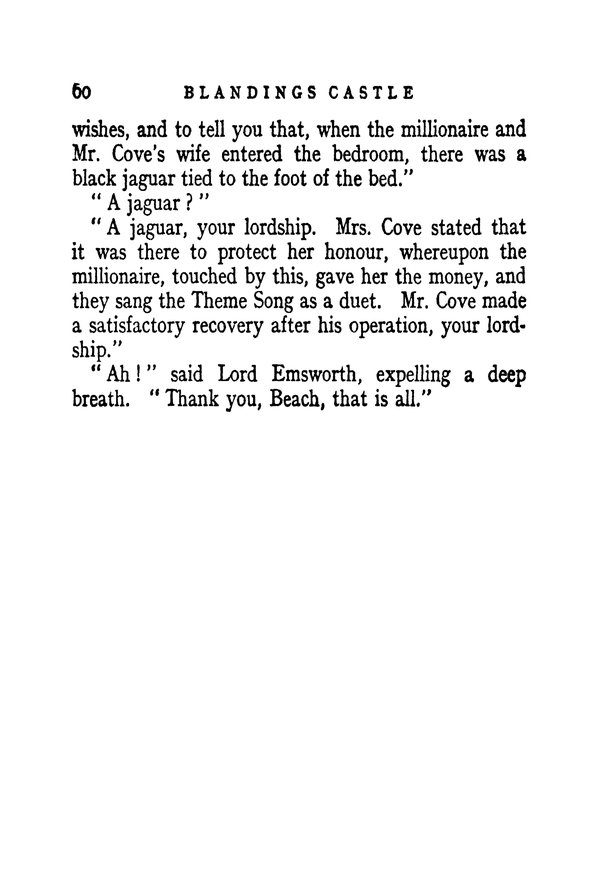 60 BLANDINGS CASTLE
wishes, and to tell you that, when the millionaire and
Mr. Cove's wife entered the bedroom, there was a
black jaguar tied to the foot of the bed."
" A jaguar ? "
" A jaguar, your lordship. Mrs. Cove stated that
it was there to protect her honour, whereupon the
millionaire, touched by this, gave her the money, and
they sang the Theme Song as a duet. Mr. Cove made
a satisfactory recovery after his operation, your lord-
ship."
" Ah ! " said Lord Emsworth, expelling a deep
breath. " Thank you, Beach, that is all."